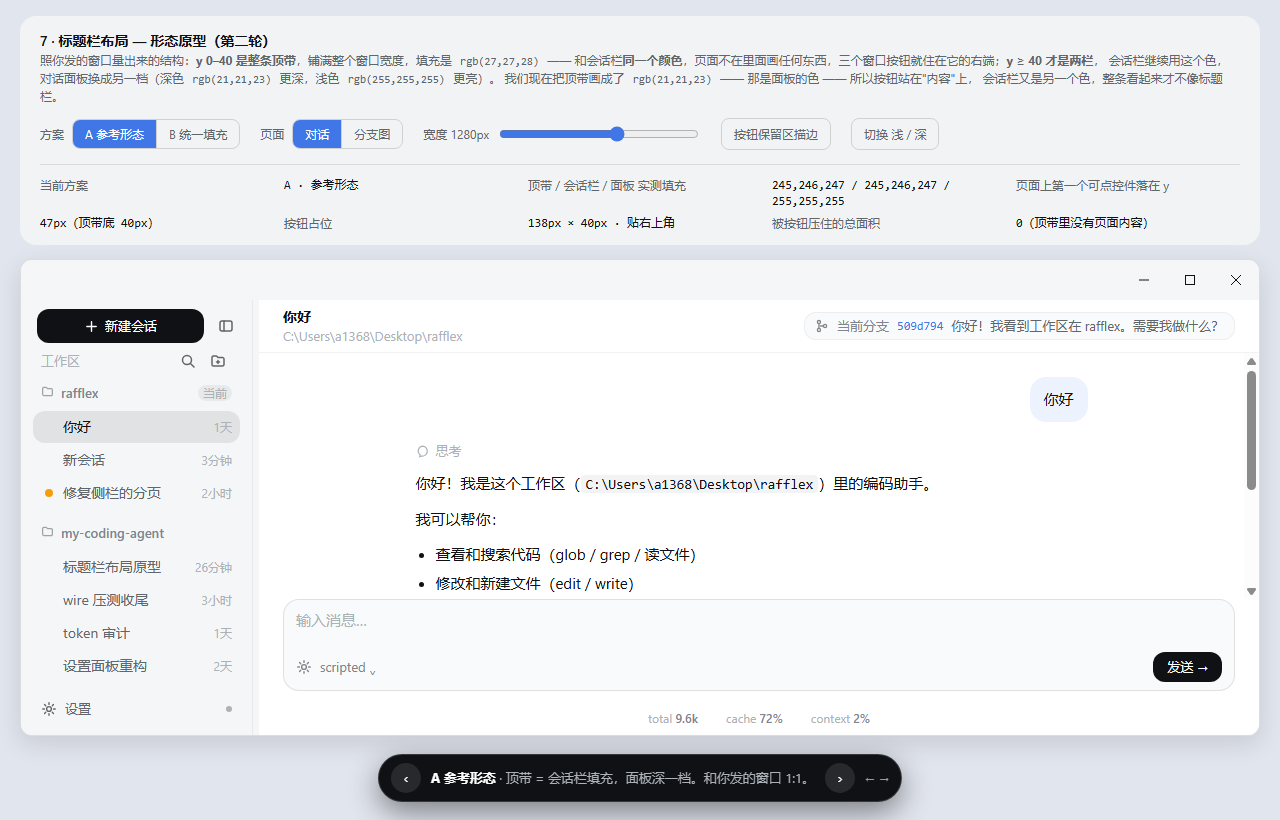 7 · 标题栏布局 — 形态原型（第二轮）
照你发的窗口量出来的结构：y 0–40 是整条顶带，铺满整个窗口宽度，填充是 rgb(27,27,28) —— 和会话栏同一个颜色，页面不在里面画任何东西，三个窗口按钮就住在它的右端；y ≥ 40 才是两栏， 会话栏继续用这个色，
对话面板换成另一档（深色 rgb(21,21,23) 更深，浅色 rgb(255,255,255) 更亮）。 我们现在把顶带画成了 rgb(21,21,23) —— 那是面板的色 —— 所以按钮站在"内容"上， 会话栏又是另一个色，整条看起来才不像标题
栏。
方案 A 参考形态 B 统一填充 页面 对话 分支图 宽度 1280px 按钮保留区描边 切换 浅 / 深
当前方案 A · 参考形态 顶带 / 会话栏 / 面板 实测填充 245,246,247 / 245,246,247 / 页面上第一个可点控件落在 y
255,255,255
47px（顶带底 40px） 按钮占位 138px × 40px · 贴右上角 被按钮压住的总面积 0（顶带里没有页面内容）
+ 新建会话
你好
C:\Users\a1368\Desktop\rafflex
当前分支 509d794 你好！我看到工作区在 rafflex。需要我做什么？
工作区
rafflex 当前
你好 1天
新会话 3分钟
修复侧栏的分页 2小时
my-coding-agent
标题栏布局原型 26分钟
wire 压测收尾 3小时
token 审计 1天
设置面板重构 2天
设置
你好
思考
你好！我是这个工作区（ C:\Users\a1368\Desktop\rafflex ）里的编码助手。
我可以帮你：
• 查看和搜索代码（glob / grep / 读文件）
• 修改和新建文件（edit / write）
输入消息...
scripted
发送 →
total 9.6k cache 72% context 2%
‹ A 参考形态 · 顶带 = 会话栏填充，面板深一档。和你发的窗口 1:1。 › ← →